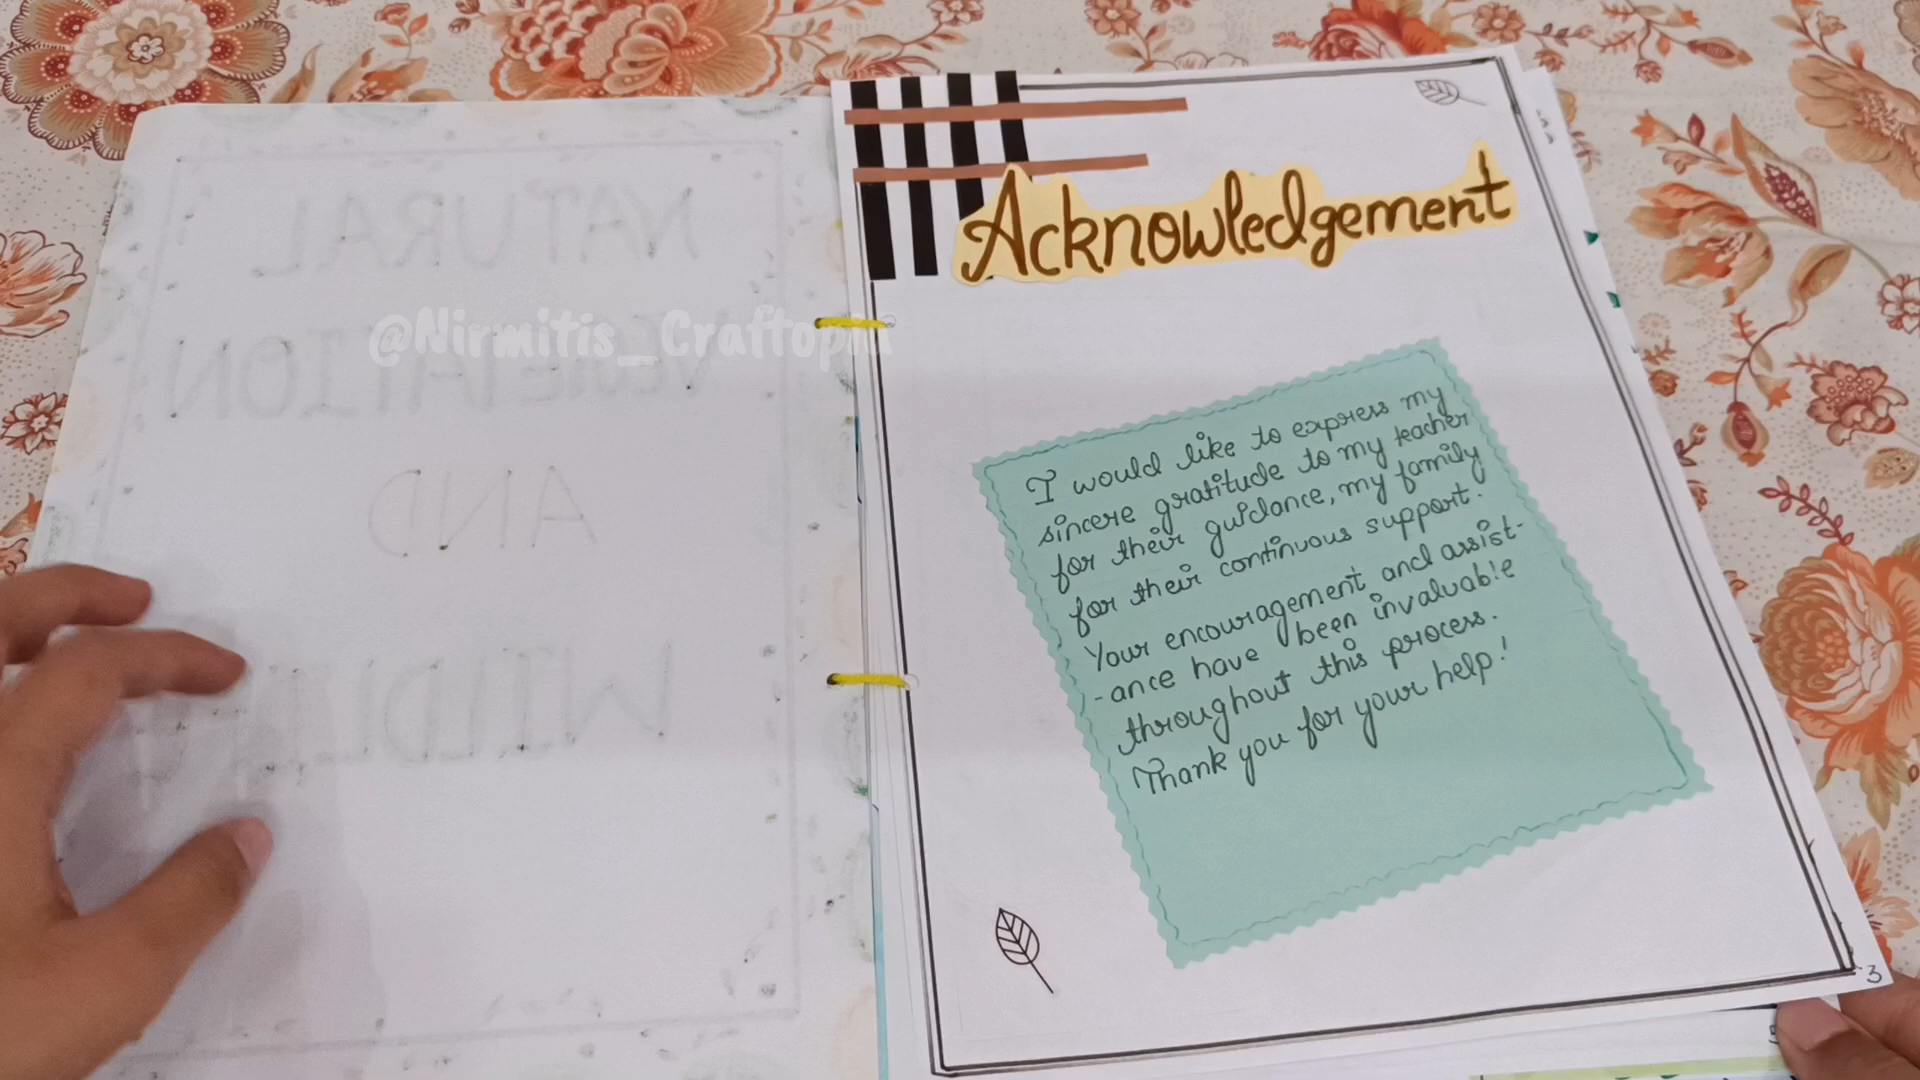 NATURAL
VEGETATION
AND
WILDLIFE
@Nirmitis_Craftopia
Acknowledgement
I would like to express my
sincere gratitude to my teacher
for their guidance, my family
for their continuous support.
Your encouragement and assist-
-ance have been invaluable
throughout this process.
Thank you for your help!
3